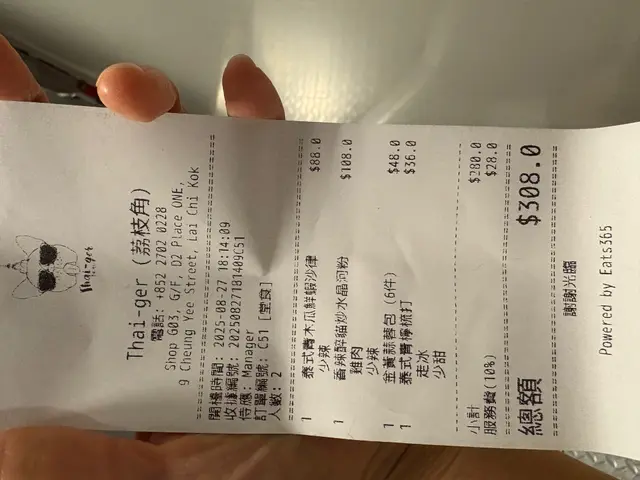 Thai-ger
Thai-ger (荔枝角)
電話: +852 2702 0228
Shop G03, G/F, D2 Place ONE,
9 Cheung Yee Street, Lai Chi Kok
開檯時間: 2025-08-27 18:14:09
收據編號: 20250827181409C51
侍應: Manager
訂單編號: C51 [堂食]
人數: 2
1 泰式青木瓜鮮蝦沙律 $88.0
少辣
1 香辣醉貓炒水晶河粉 $108.0
雞肉
少辣
1 金黃蒜蓉包 (6件) $48.0
1 泰式青檸梳打 $36.0
走冰
少甜
小計 $280.0
服務費(10%) $28.0
總額 $308.0
謝謝光臨
Powered by Eats365